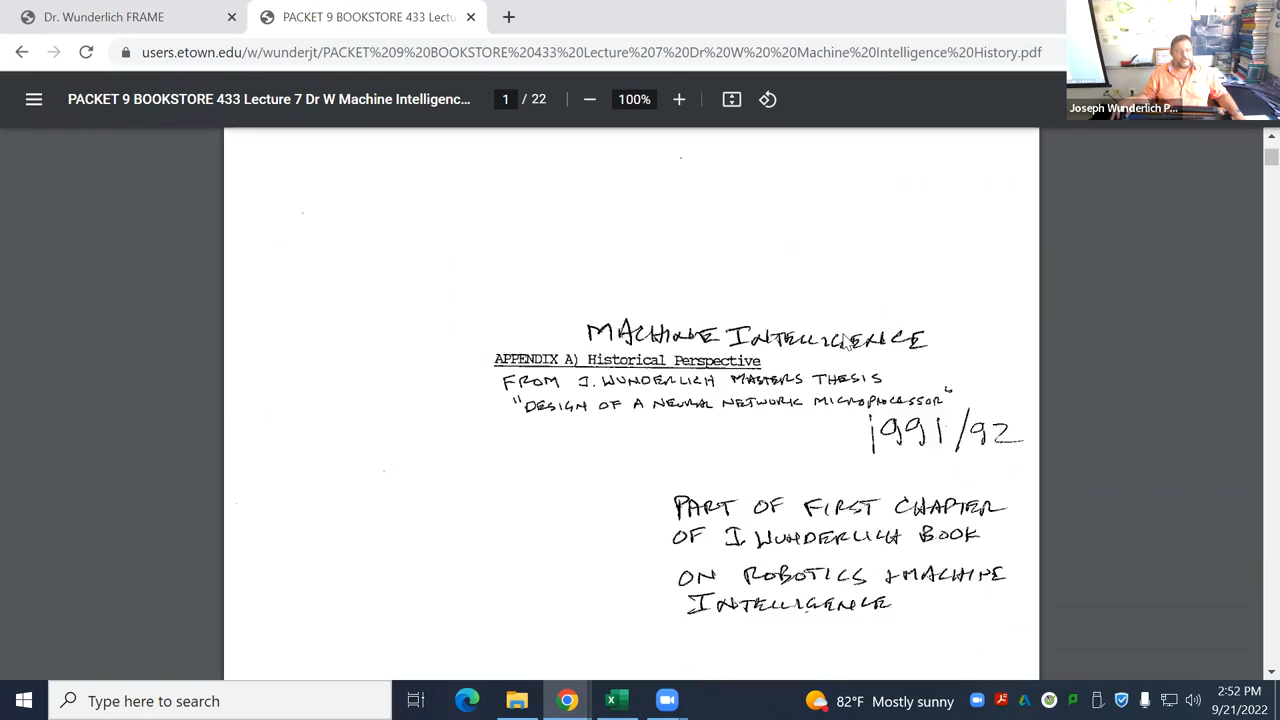 Dr. Wunderlich FRAME
PACKET 9 BOOKSTORE 433 Lectu
users.etown.edu/w/wunderjt/PACKET%209%20BOOKSTORE%20433%20Lecture%207%20Dr%20W%20%20Machine%20Intelligence%20History.pdf
PACKET 9 BOOKSTORE 433 Lecture 7 Dr W Machine Intelligenc...
1 / 22
100%
Joseph Wunderlich P...
MACHINE INTELLIGENCE
APPENDIX A) Historical Perspective
FROM J. WUNDERLICH MASTERS THESIS
"DESIGN OF A NEURAL NETWORK MICROPROCESSOR"
1991/92
PART OF FIRST CHAPTER
OF J. WUNDERLICH BOOK
ON ROBOTICS + MACHINE
INTELLIGENCE
Type here to search
82°F Mostly sunny
2:52 PM
9/21/2022